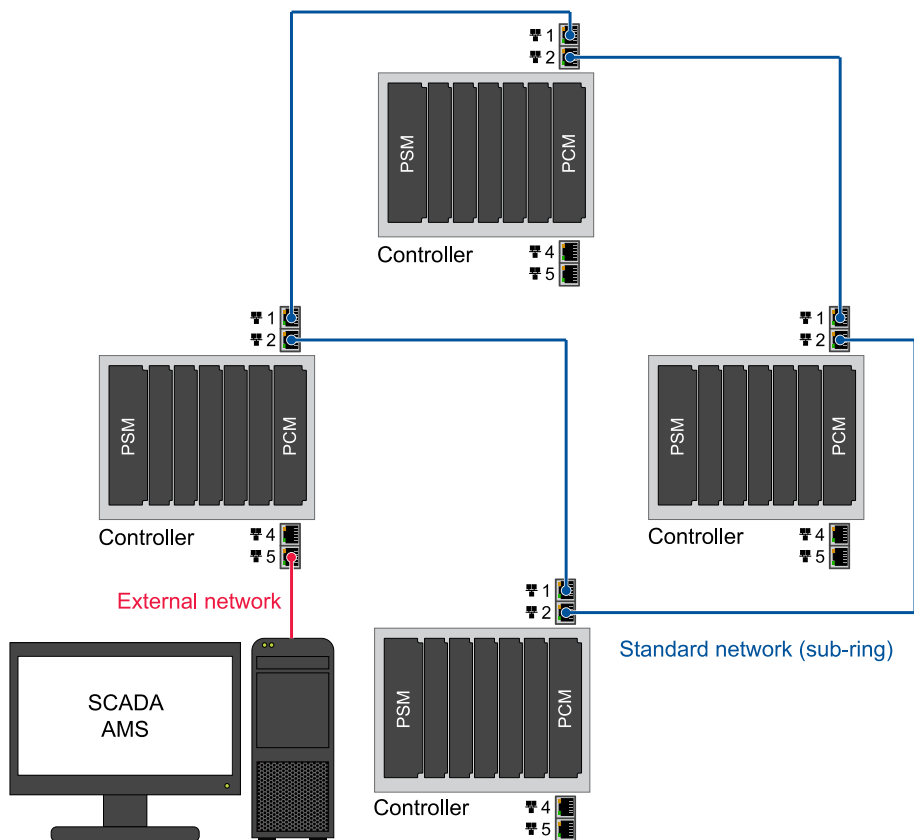 1
2
PSM
PCM
Controller
4
5
1
2
PSM
PCM
Controller
4
5
1
2
PSM
PCM
Controller
4
5
External network
SCADA
AMS
1
2
Standard network (sub-ring)
PSM
PCM
Controller
4
5